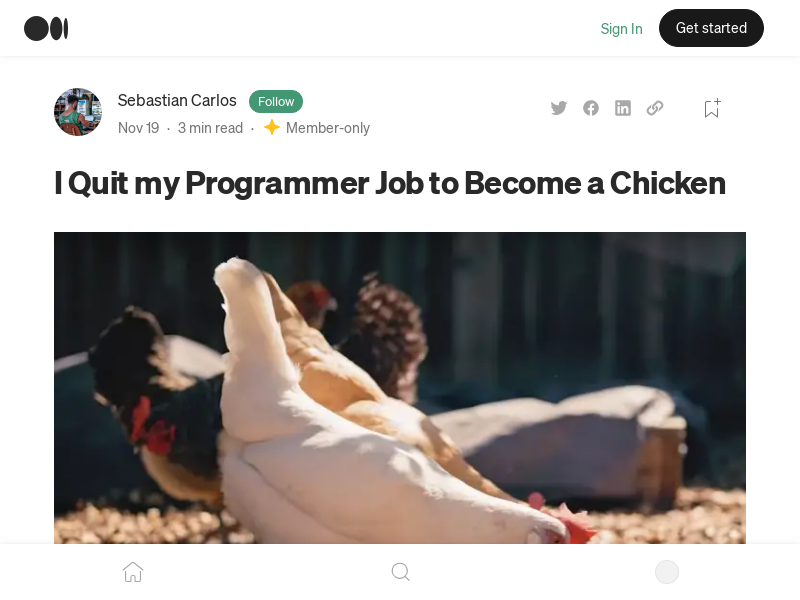 Sign In
Get started
Sebastian Carlos
Follow
Nov 19 · 3 min read · Member-only
I Quit my Programmer Job to Become a Chicken